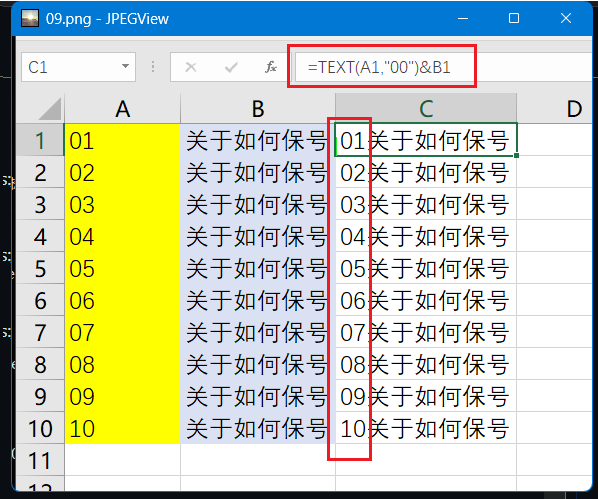 09.png - JPEGView
C1 fx =TEXT(A1,"00")&B1
A B C D
1 01 关于如何保号 01关于如何保号
2 02 关于如何保号 02关于如何保号
3 03 关于如何保号 03关于如何保号
4 04 关于如何保号 04关于如何保号
5 05 关于如何保号 05关于如何保号
6 06 关于如何保号 06关于如何保号
7 07 关于如何保号 07关于如何保号
8 08 关于如何保号 08关于如何保号
9 09 关于如何保号 09关于如何保号
10 10 关于如何保号 10关于如何保号
11